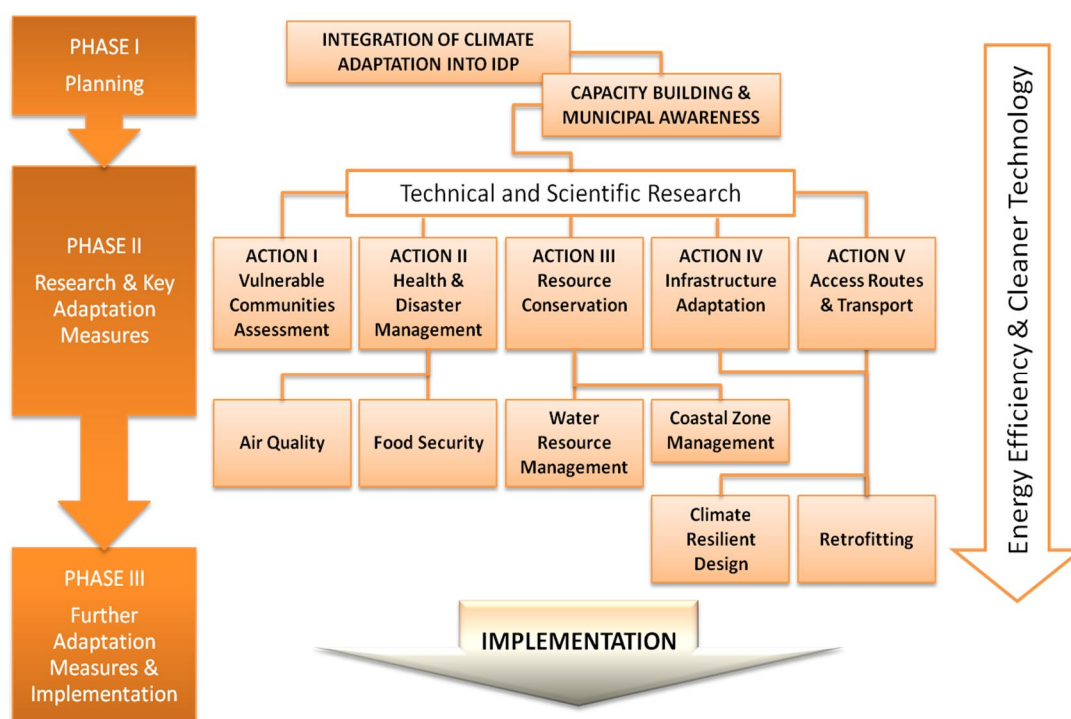 PHASE I
Planning
INTEGRATION OF CLIMATE
ADAPTATION INTO IDP
CAPACITY BUILDING &
MUNICIPAL AWARENESS
PHASE II
Research & Key
Adaptation
Measures
Technical and Scientific Research
ACTION I
Vulnerable
Communities
Assessment
ACTION II
Health &
Disaster
Management
ACTION III
Resource
Conservation
ACTION IV
Infrastructure
Adaptation
ACTION V
Access Routes
& Transport
Air Quality
Food Security
Water
Resource
Management
Coastal Zone
Management
Climate
Resilient
Design
Retrofitting
PHASE III
Further
Adaptation
Measures &
Implementation
IMPLEMENTATION
Energy Efficiency & Cleaner Technology